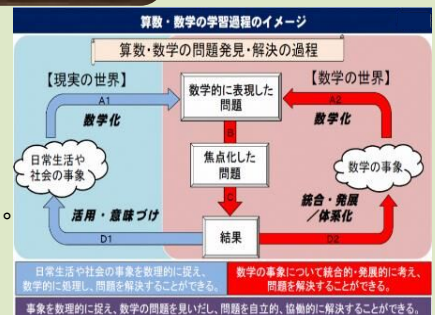 算数・数学の学習過程のイメージ
算数・数学の問題発見・解決の過程
【現実の世界】
【数学の世界】
数学的に表現した
問題
A1
A2
数学化
数学化
B
日常生活や
社会の事象
焦点化した
問題
数学の事象
C
活用・意味づけ
統合・発展
/体系化
D1
結果
D2
日常生活や社会の事象を数理的に捉え、
数学的に処理し、問題を解決することができる。
数学の事象について統合的・発展的に考え、
問題を解決することができる。
事象を数理的に捉え、数学の問題を見いだし、問題を自立的、協働的に解決することができる。
。